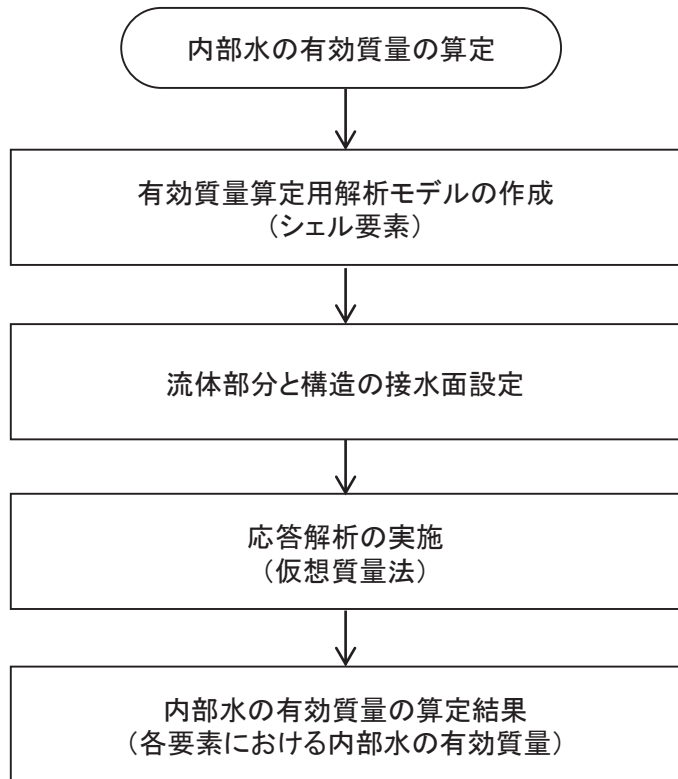 内部水の有効質量の算定
有効質量算定用解析モデルの作成
（シェル要素）
流体部分と構造の接水面設定
応答解析の実施
（仮想質量法）
内部水の有効質量の算定結果
（各要素における内部水の有効質量）